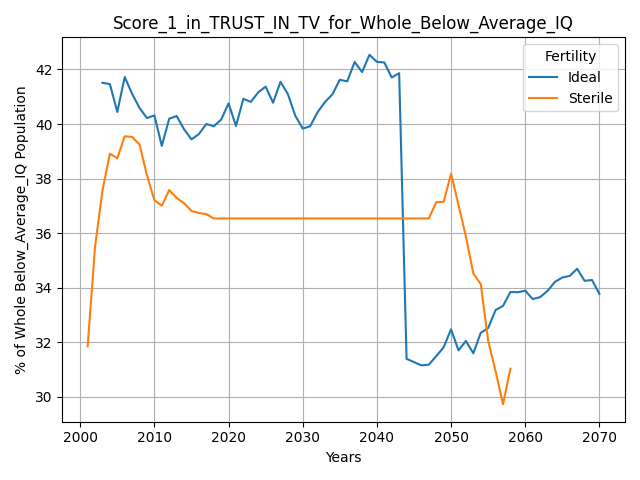 Score_1_in_TRUST_IN_TV_for_Whole_Below_Average_IQ
% of Whole Below_Average_IQ Population
42
40
38
36
34
32
30
Fertility
Ideal
Sterile
2000 2010 2020 2030 2040 2050 2060 2070
Years